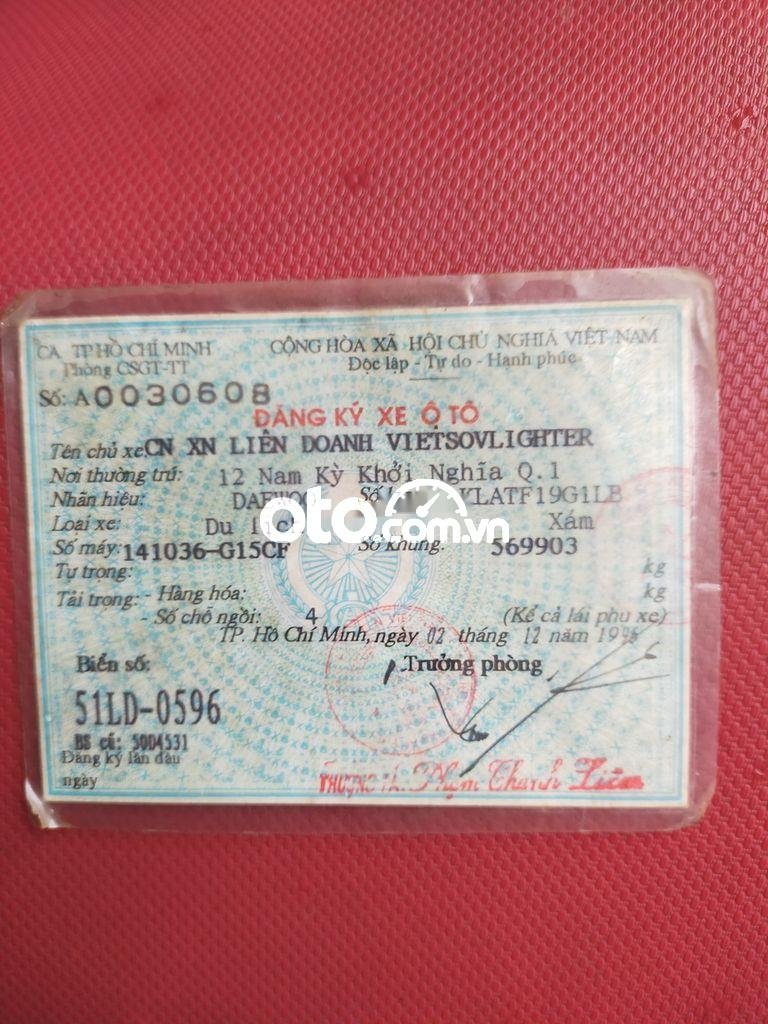 CA TP HỒ CHÍ MINH CỘNG HÒA XÃ HỘI CHỦ NGHĨA VIỆT NAM
Phòng CSGT-TT Độc lập - Tự do - Hạnh phúc
Số: A0030608
ĐĂNG KÝ XE Ô TÔ
Tên chủ xe: CN XN LIÊN DOANH VIETSOVLIGHTER
Nơi thường trú: 12 Nam Kỳ Khởi Nghĩa Q.1
Nhãn hiệu: DAEWOO Số KLATF19G1LB
Loại xe: Du Xám
Số máy: 141036-G15CF Số khung: 569903
Tự trọng: kg
Tải trọng: - Hàng hóa: kg
- Số chỗ ngồi: 4 (Kể cả lái phụ xe)
TP. Hồ Chí Minh, ngày 02 tháng 12 năm
Biển số: Trưởng phòng
51LD-0596
BS cũ: 50D4531
Đăng ký lần đầu
ngày
Phạm Thanh
oto.com.vn